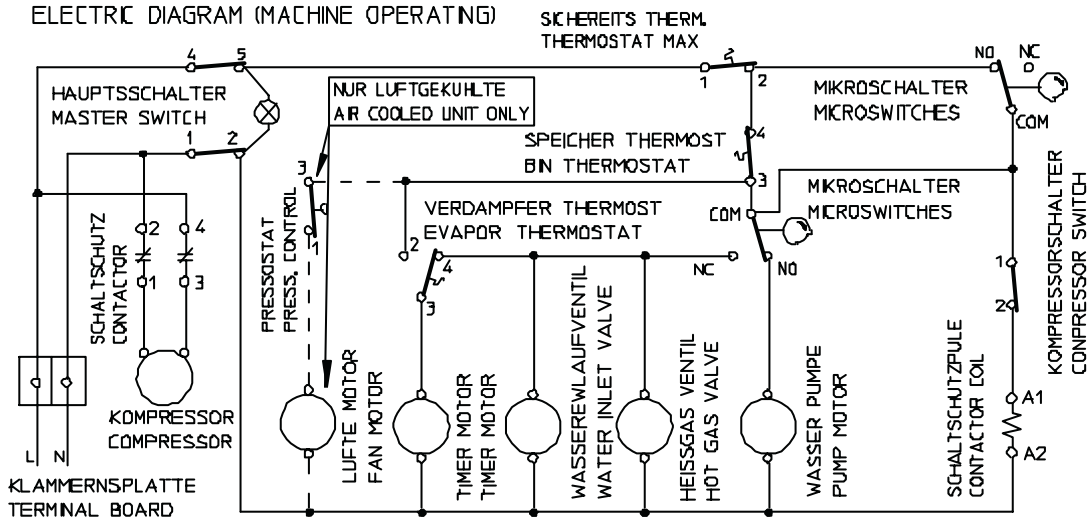 ELECTRIC DIAGRAM (MACHINE OPERATING)
SICHEREITS THERM.
THERMOSTAT MAX
4 5
1 2
NO NC
HAUPTSSCHALTER
MASTER SWITCH
NUR LUFTGEKUHLTE
AIR COOLED UNIT ONLY
MIKROSCHALTER
MICROSWITCHES
COM
1 2
SPEICHER THERMOST
BIN THERMOSTAT
4
3
3
1
PRESSOSTAT
PRESS. CONTROL
VERDAMPFER THERMOST
EVAPOR THERMOSTAT
2 4
3
COM
MIKROSCHALTER
MICROSWITCHES
NC NO
2 4
1 3
SCHALTSCHUTZ
CONTACTOR
1
2
KOMPRESSORSCHALTER
CONPRESSOR SWITCH
KOMPRESSOR
COMPRESSOR
L N
KLAMMERNSPLATTE
TERMINAL BOARD
LUFTE MOTOR
FAN MOTOR
TIMER MOTOR
TIMER MOTOR
WASSEREWLAUFVENTIL
WATER INLET VALVE
HEISSGAS VENTIL
HOT GAS VALVE
WASSER PUMPE
PUMP MOTOR
SCHALTSCHUTZPULE
CONTACTOR COIL
A1
A2